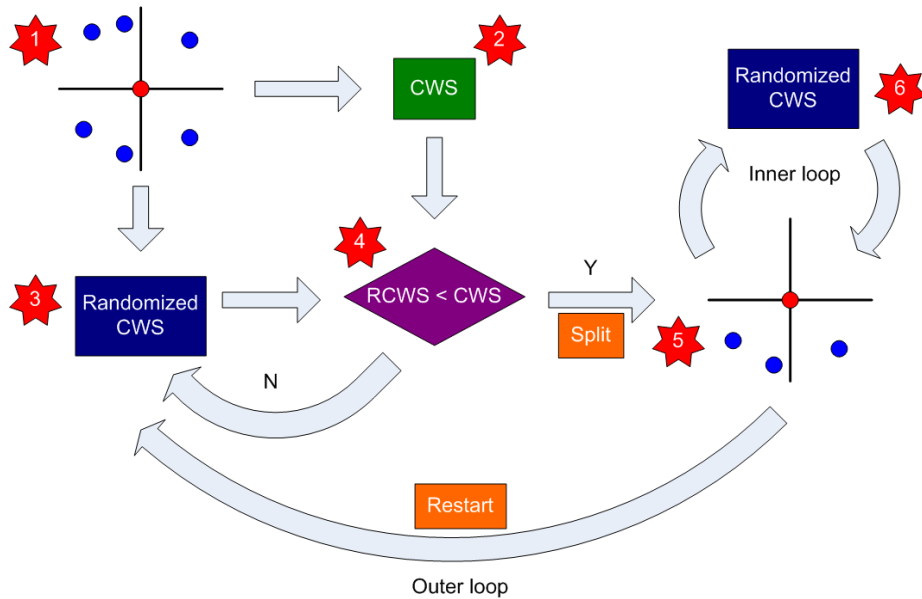 1
2
CWS
Randomized
CWS
6
Inner loop
4
3
Randomized
CWS
RCWS < CWS
Y
Split
5
N
Restart
Outer loop